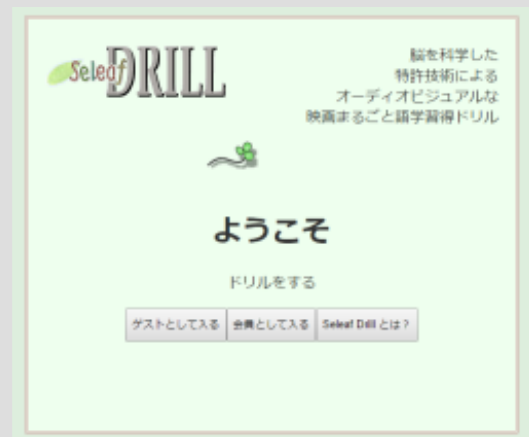 Seleaf DRILL
脳を科学した
特許技術による
オーディオビジュアルな
映画まるごと語学習得ドリル
ようこそ
ドリルをする
ゲストとして入る 会員として入る Seleaf Drill とは？